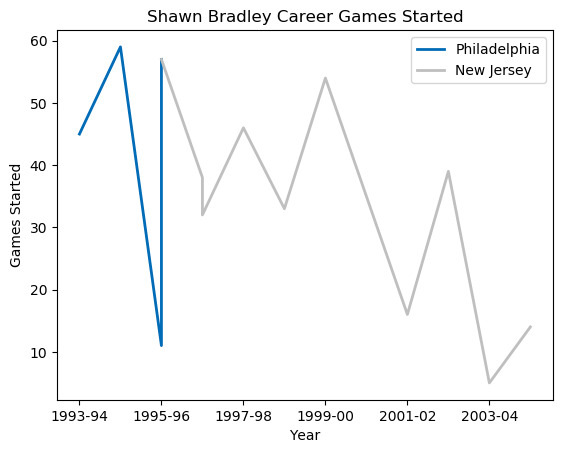 Shawn Bradley Career Games Started
Philadelphia
New Jersey
60
50
40
30
20
10
Games Started
1993-94
1995-96
1997-98
1999-00
2001-02
2003-04
Year